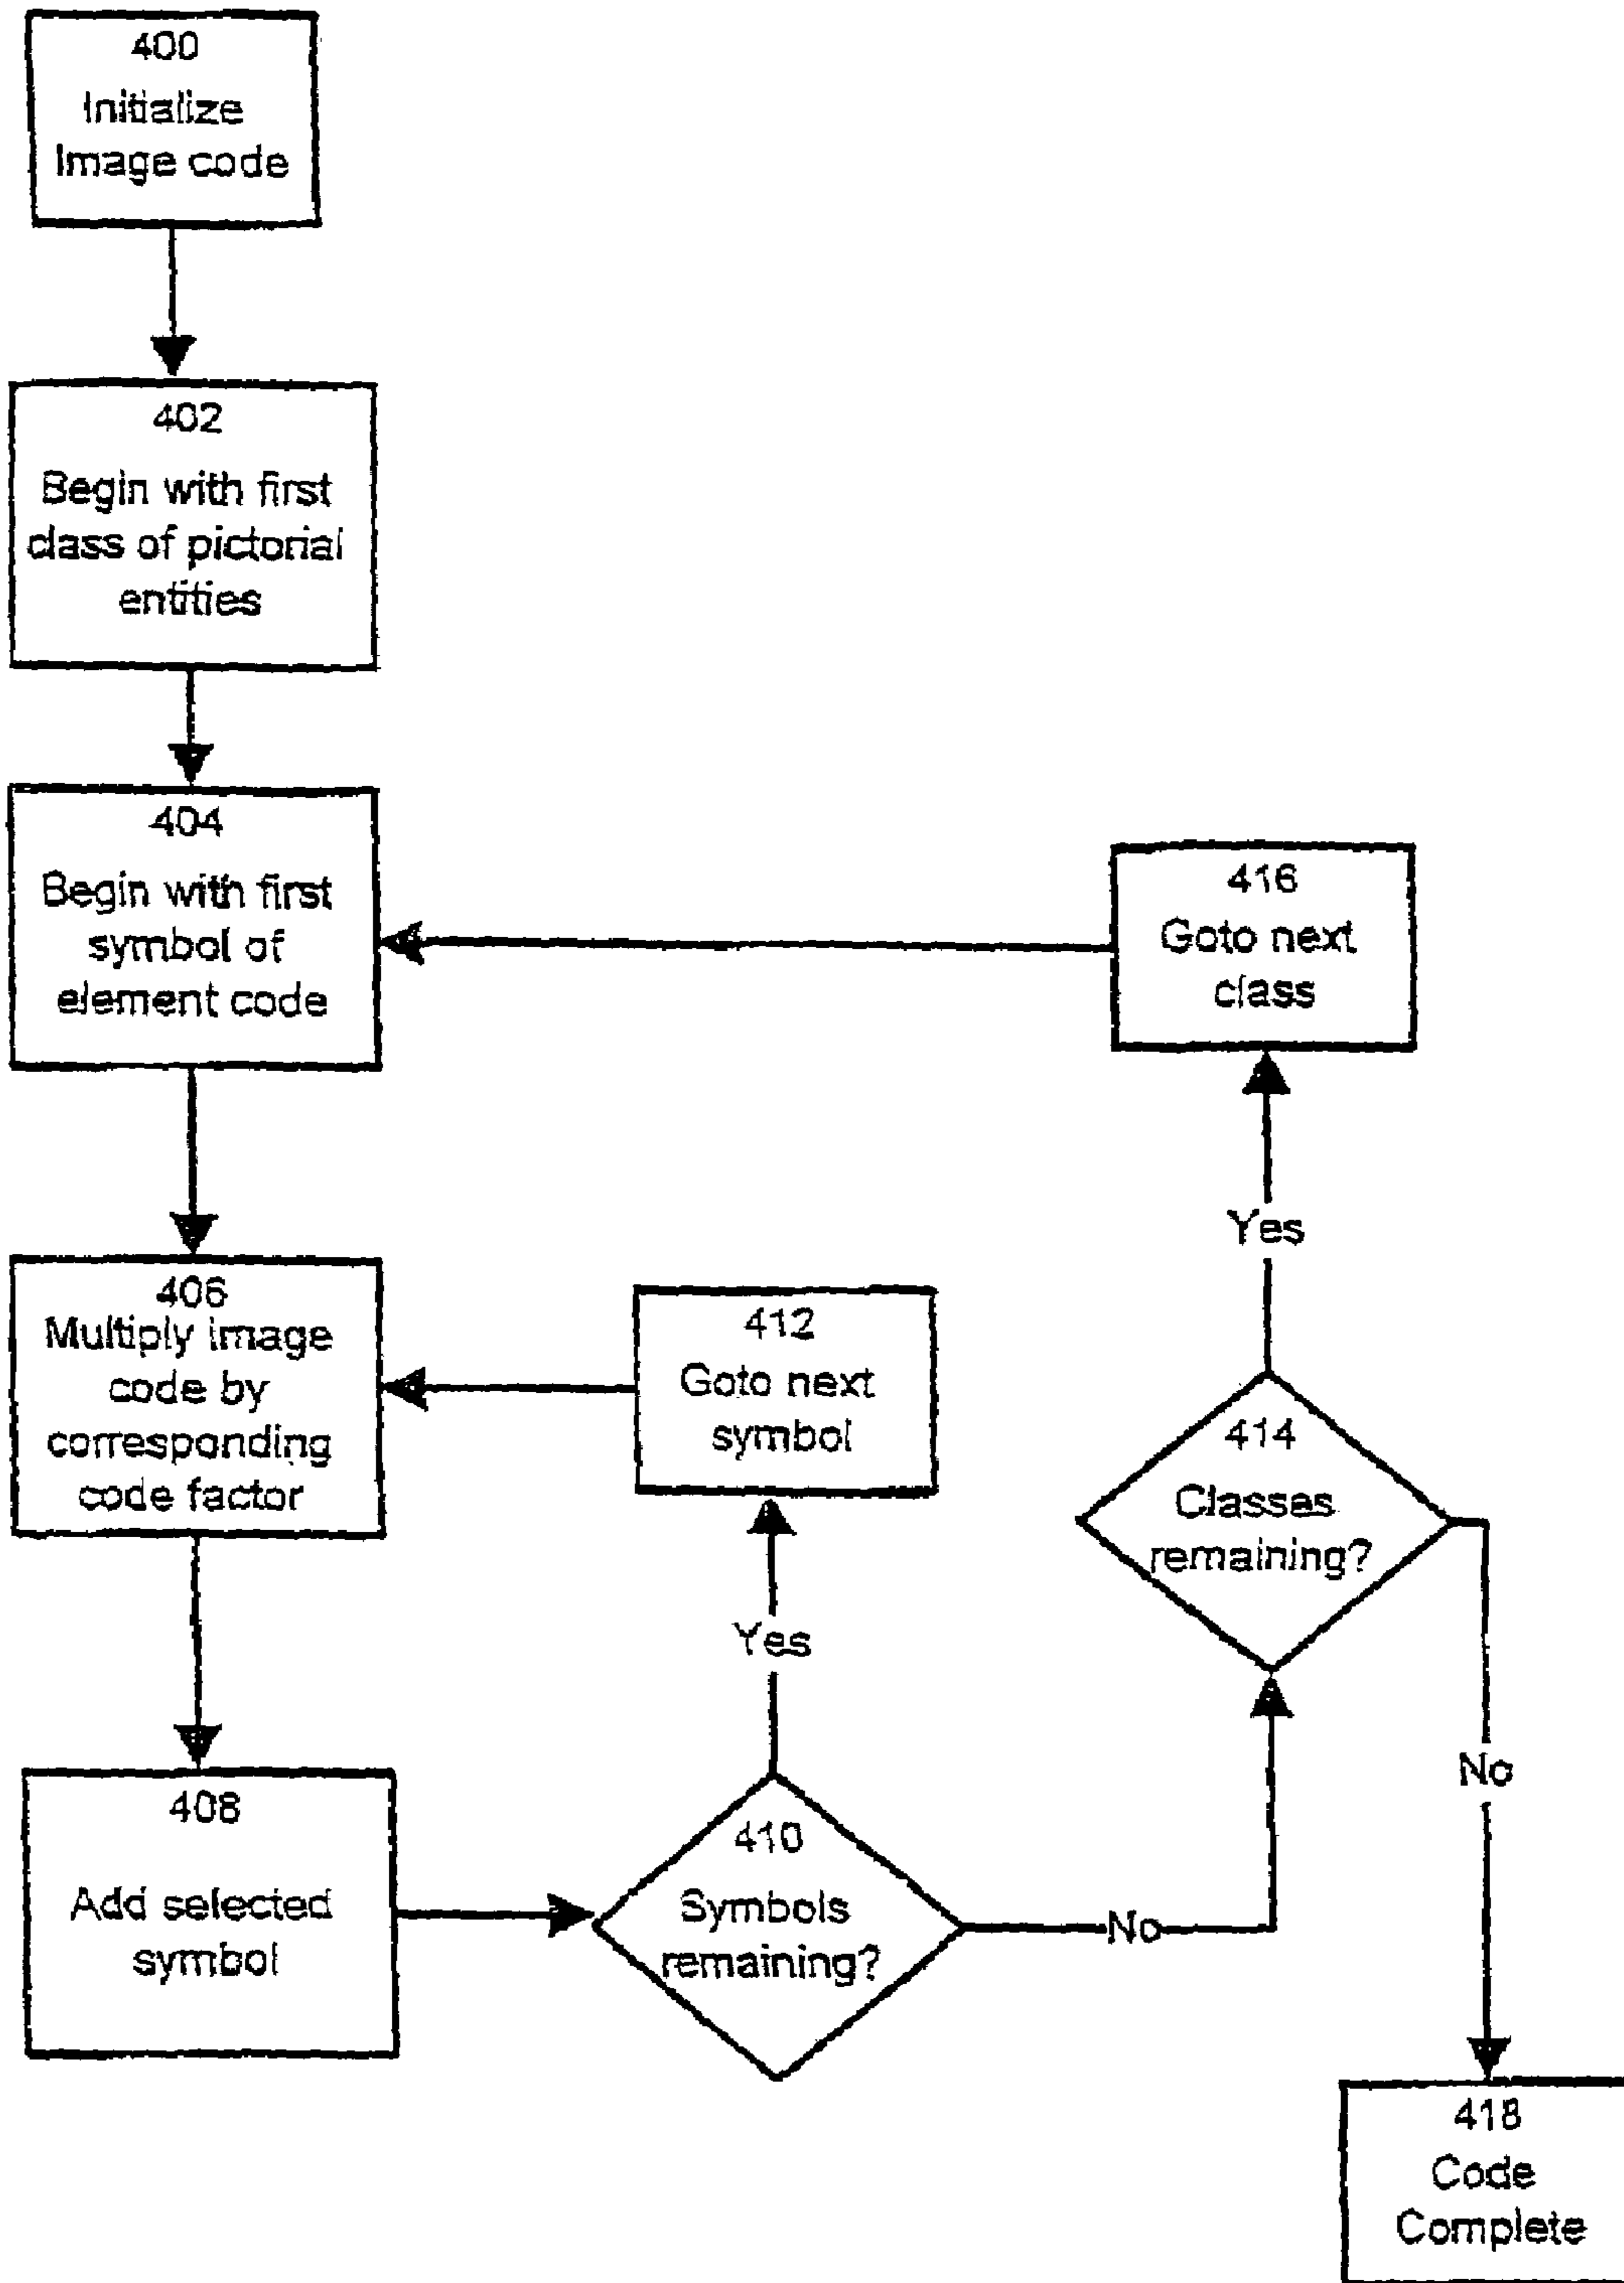 400
Initialize
Image code
402
Begin with first
class of pictorial
entities
404
Begin with first
symbol of
element code
406
Multiply image
code by
corresponding
code factor
408
Add selected
symbol
410
Symbols
remaining?
Yes
412
Goto next
symbol
No
414
Classes
remaining?
Yes
416
Goto next
class
No
418
Code
Complete